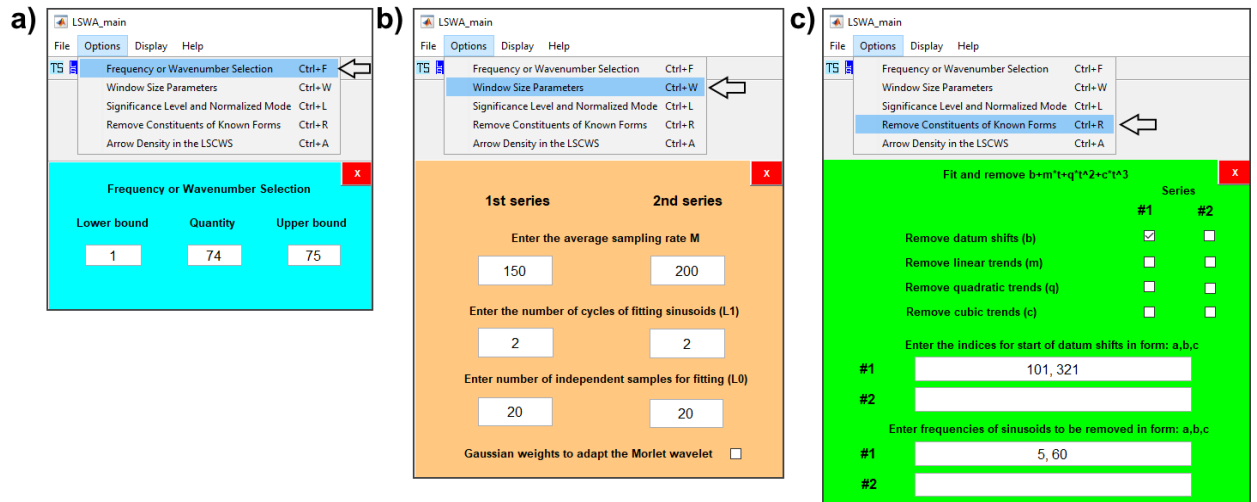 a)
LSWA_main
File Options Display Help
TS
Frequency or Wavenumber Selection Ctrl+F
Window Size Parameters Ctrl+W
Significance Level and Normalized Mode Ctrl+L
Remove Constituents of Known Forms Ctrl+R
Arrow Density in the LSCWS Ctrl+A
x
Frequency or Wavenumber Selection
Lower bound Quantity Upper bound
1 74 75
b)
LSWA_main
File Options Display Help
TS
Frequency or Wavenumber Selection Ctrl+F
Window Size Parameters Ctrl+W
Significance Level and Normalized Mode Ctrl+L
Remove Constituents of Known Forms Ctrl+R
Arrow Density in the LSCWS Ctrl+A
x
1st series 2nd series
Enter the average sampling rate M
150 200
Enter the number of cycles of fitting sinusoids (L1)
2 2
Enter number of independent samples for fitting (L0)
20 20
Gaussian weights to adapt the Morlet wavelet
c)
LSWA_main
File Options Display Help
TS
Frequency or Wavenumber Selection Ctrl+F
Window Size Parameters Ctrl+W
Significance Level and Normalized Mode Ctrl+L
Remove Constituents of Known Forms Ctrl+R
Arrow Density in the LSCWS Ctrl+A
x
Fit and remove b+m*t+q*t^2+c*t^3
Series
#1 #2
Remove datum shifts (b)
Remove linear trends (m)
Remove quadratic trends (q)
Remove cubic trends (c)
Enter the indices for start of datum shifts in form: a,b,c
#1 101, 321
#2
Enter frequencies of sinusoids to be removed in form: a,b,c
#1 5, 60
#2